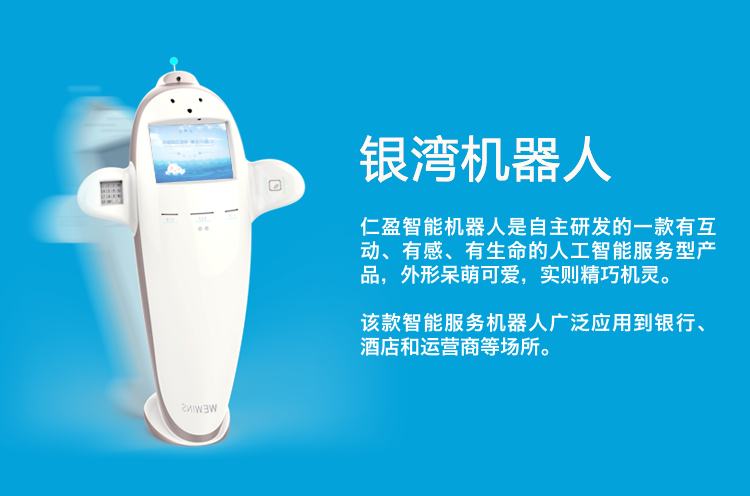 银湾机器人
仁盈智能机器人是自主研发的一款有互
动、有感、有生命的人工智能服务型产
品，外形呆萌可爱，实则精巧机灵。
该款智能服务机器人广泛应用到银行、
酒店和运营商等场所。
WEWINS